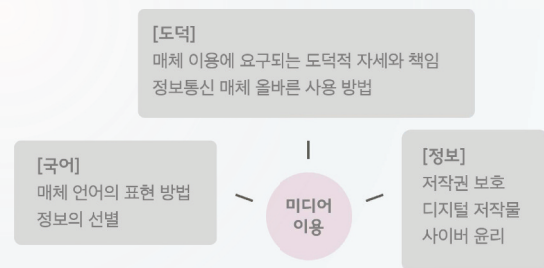 [도덕]
매체 이용에 요구되는 도덕적 자세와 책임
정보통신 매체 올바른 사용 방법
[국어]
매체 언어의 표현 방법
정보의 선별
미디어
이용
[정보]
저작권 보호
디지털 저작물
사이버 윤리